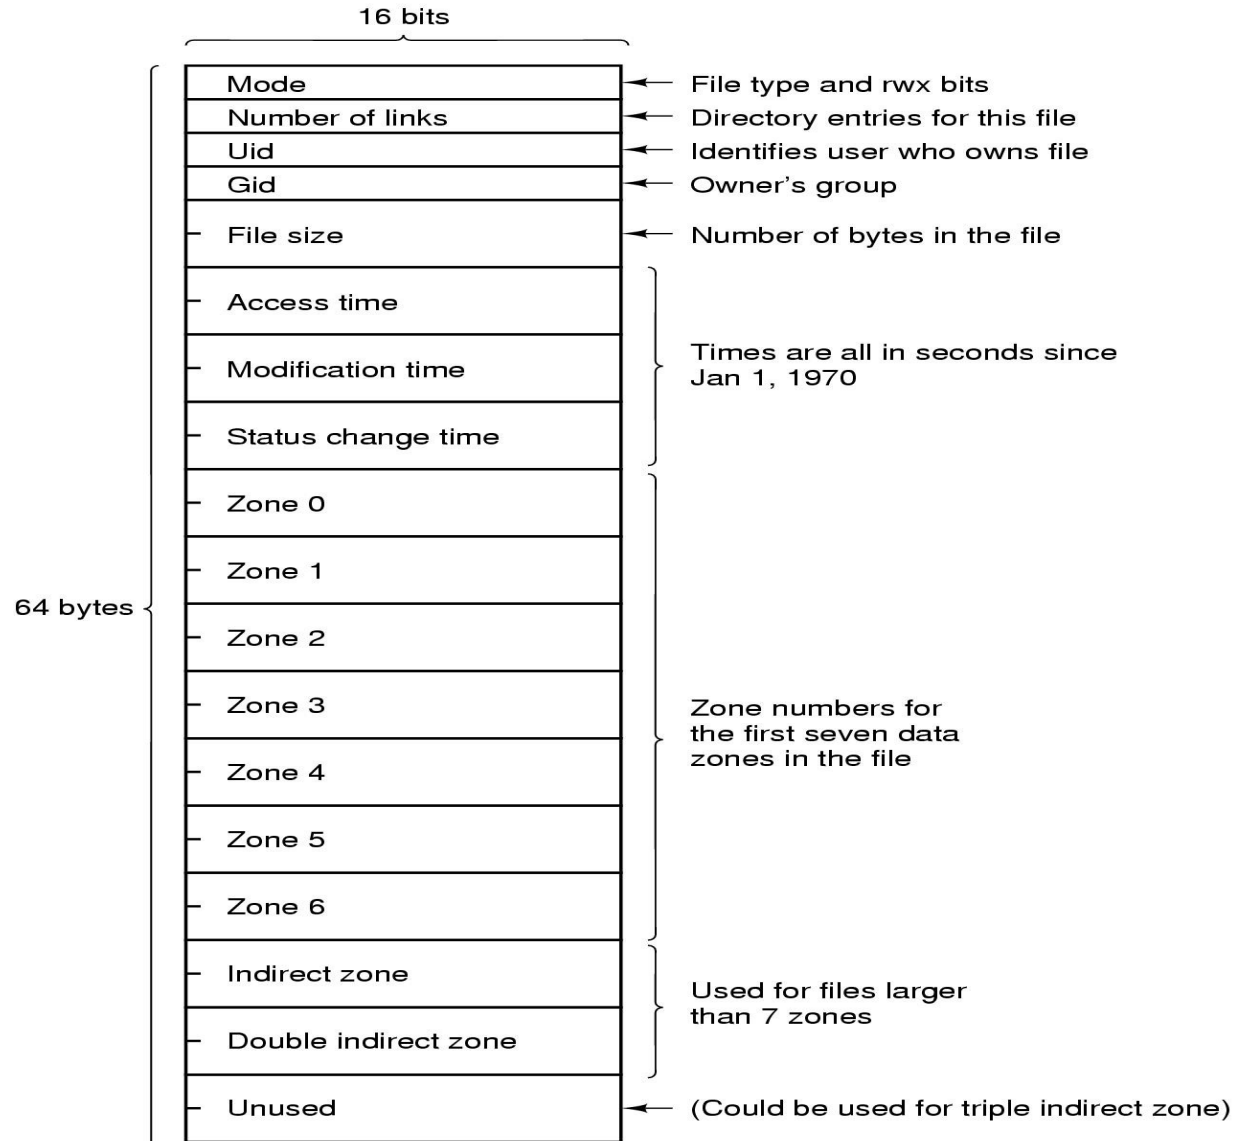 16 bits
Mode
File type and rwx bits
Number of links
Directory entries for this file
Uid
Identifies user who owns file
Gid
Owner's group
File size
Number of bytes in the file
Access time
Modification time
Status change time
Times are all in seconds since
Jan 1, 1970
Zone 0
Zone 1
Zone 2
Zone 3
Zone 4
Zone 5
Zone 6
64 bytes
Zone numbers for
the first seven data
zones in the file
Indirect zone
Double indirect zone
Used for files larger
than 7 zones
Unused
(Could be used for triple indirect zone)